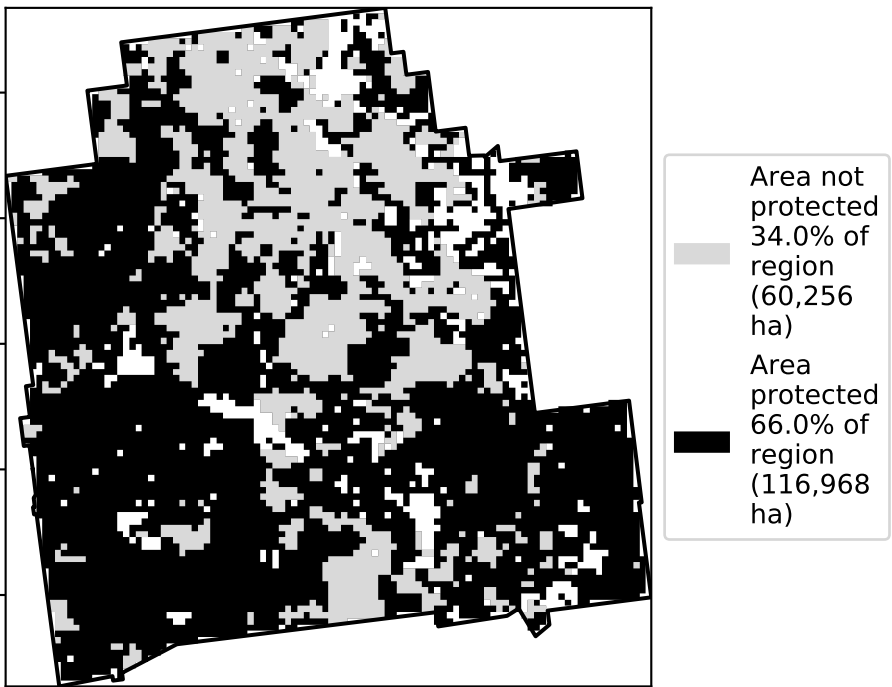 Area not
protected
34.0% of
region
(60,256
ha)
Area
protected
66.0% of
region
(116,968
ha)